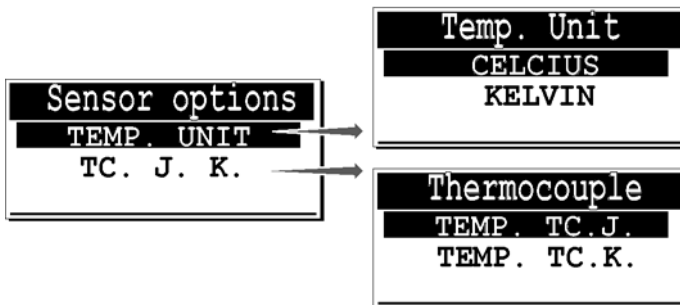 Sensor options
TEMP. UNIT
TC. J. K.
Temp. Unit
CELCIUS
KELVIN
Thermocouple
TEMP. TC.J.
TEMP. TC.K.